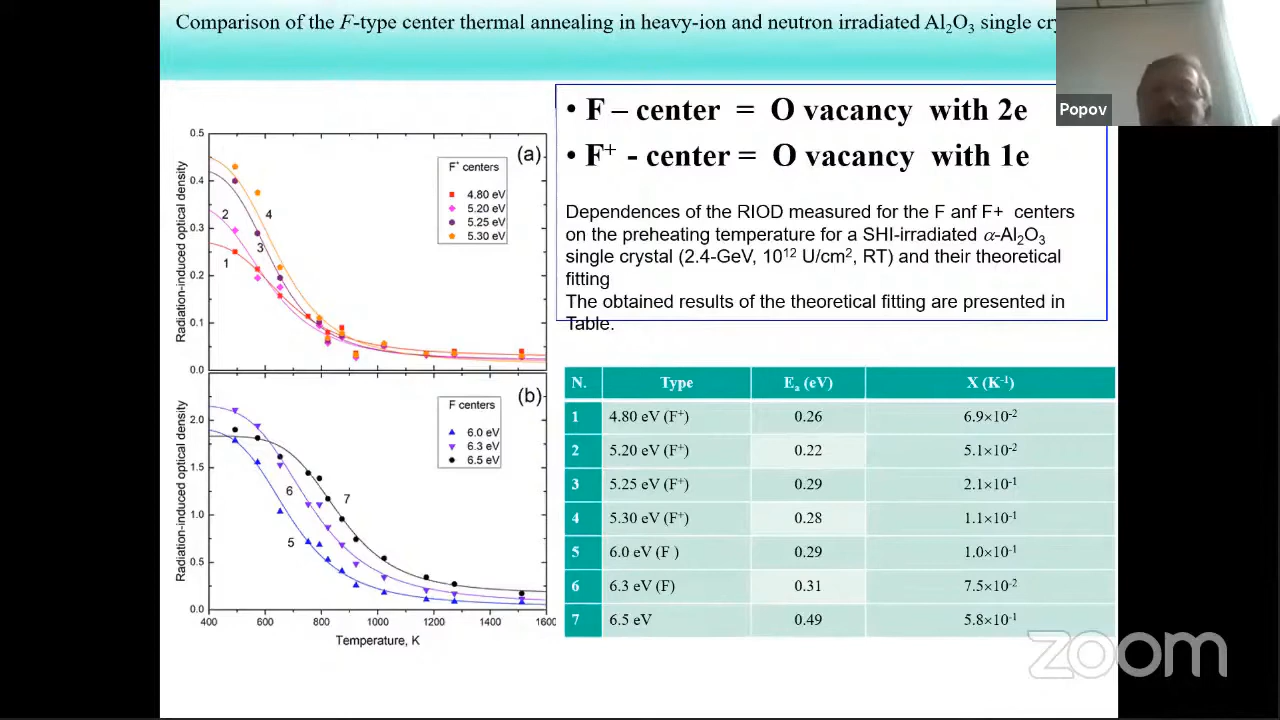 Comparison of the F-type center thermal annealing in heavy-ion and neutron irradiated Al₂O₃ single
Popov
• F – center = O vacancy with 2e
• F⁺ - center = O vacancy with 1e
Dependences of the RIOD measured for the F anf F+ centers
on the preheating temperature for a SHI-irradiated α-Al₂O₃
single crystal (2.4-GeV, 10¹² U/cm², RT) and their theoretical
fitting
The obtained results of the theoretical fitting are presented in
Table.
(a)
Radiation-induced optical density
0.5
0.4
0.3
0.2
0.1
0.0
F⁺ centers
4.80 eV
5.20 eV
5.25 eV
5.30 eV
2
4
3
1
(b)
Radiation-induced optical density
2.0
1.5
1.0
0.5
0.0
F centers
6.0 eV
6.3 eV
6.5 eV
6
7
5
400 600 800 1000 1200 1400 1600
Temperature, K
N. Type Eₐ (eV) X (K⁻¹)
1 4.80 eV (F⁺) 0.26 6.9×10⁻²
2 5.20 eV (F⁺) 0.22 5.1×10⁻²
3 5.25 eV (F⁺) 0.29 2.1×10⁻¹
4 5.30 eV (F⁺) 0.28 1.1×10⁻¹
5 6.0 eV (F ) 0.29 1.0×10⁻¹
6 6.3 eV (F) 0.31 7.5×10⁻²
7 6.5 eV 0.49 5.8×10⁻¹
zoom